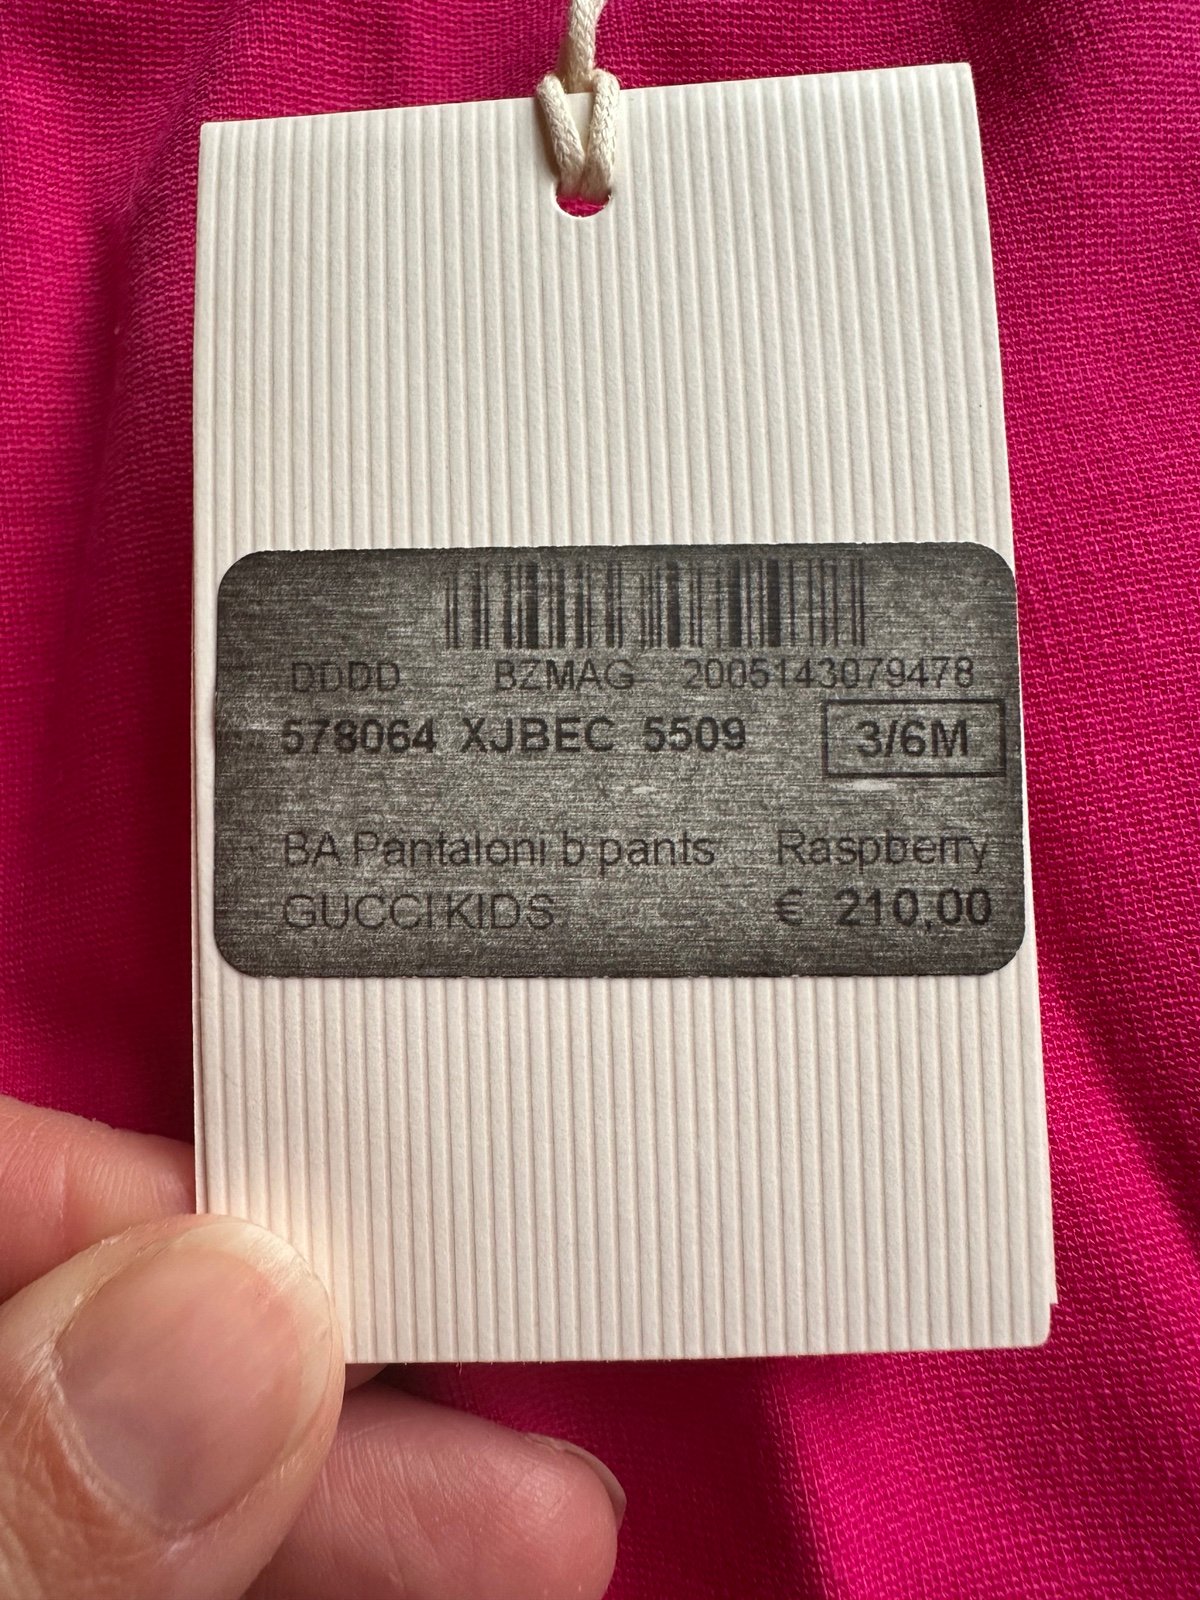 DDDD BZMAG 2005143079478
578064 XJBEC 5509 3/6M
BA Pantaloni b pants Raspberry
GUCCI KIDS € 210,00